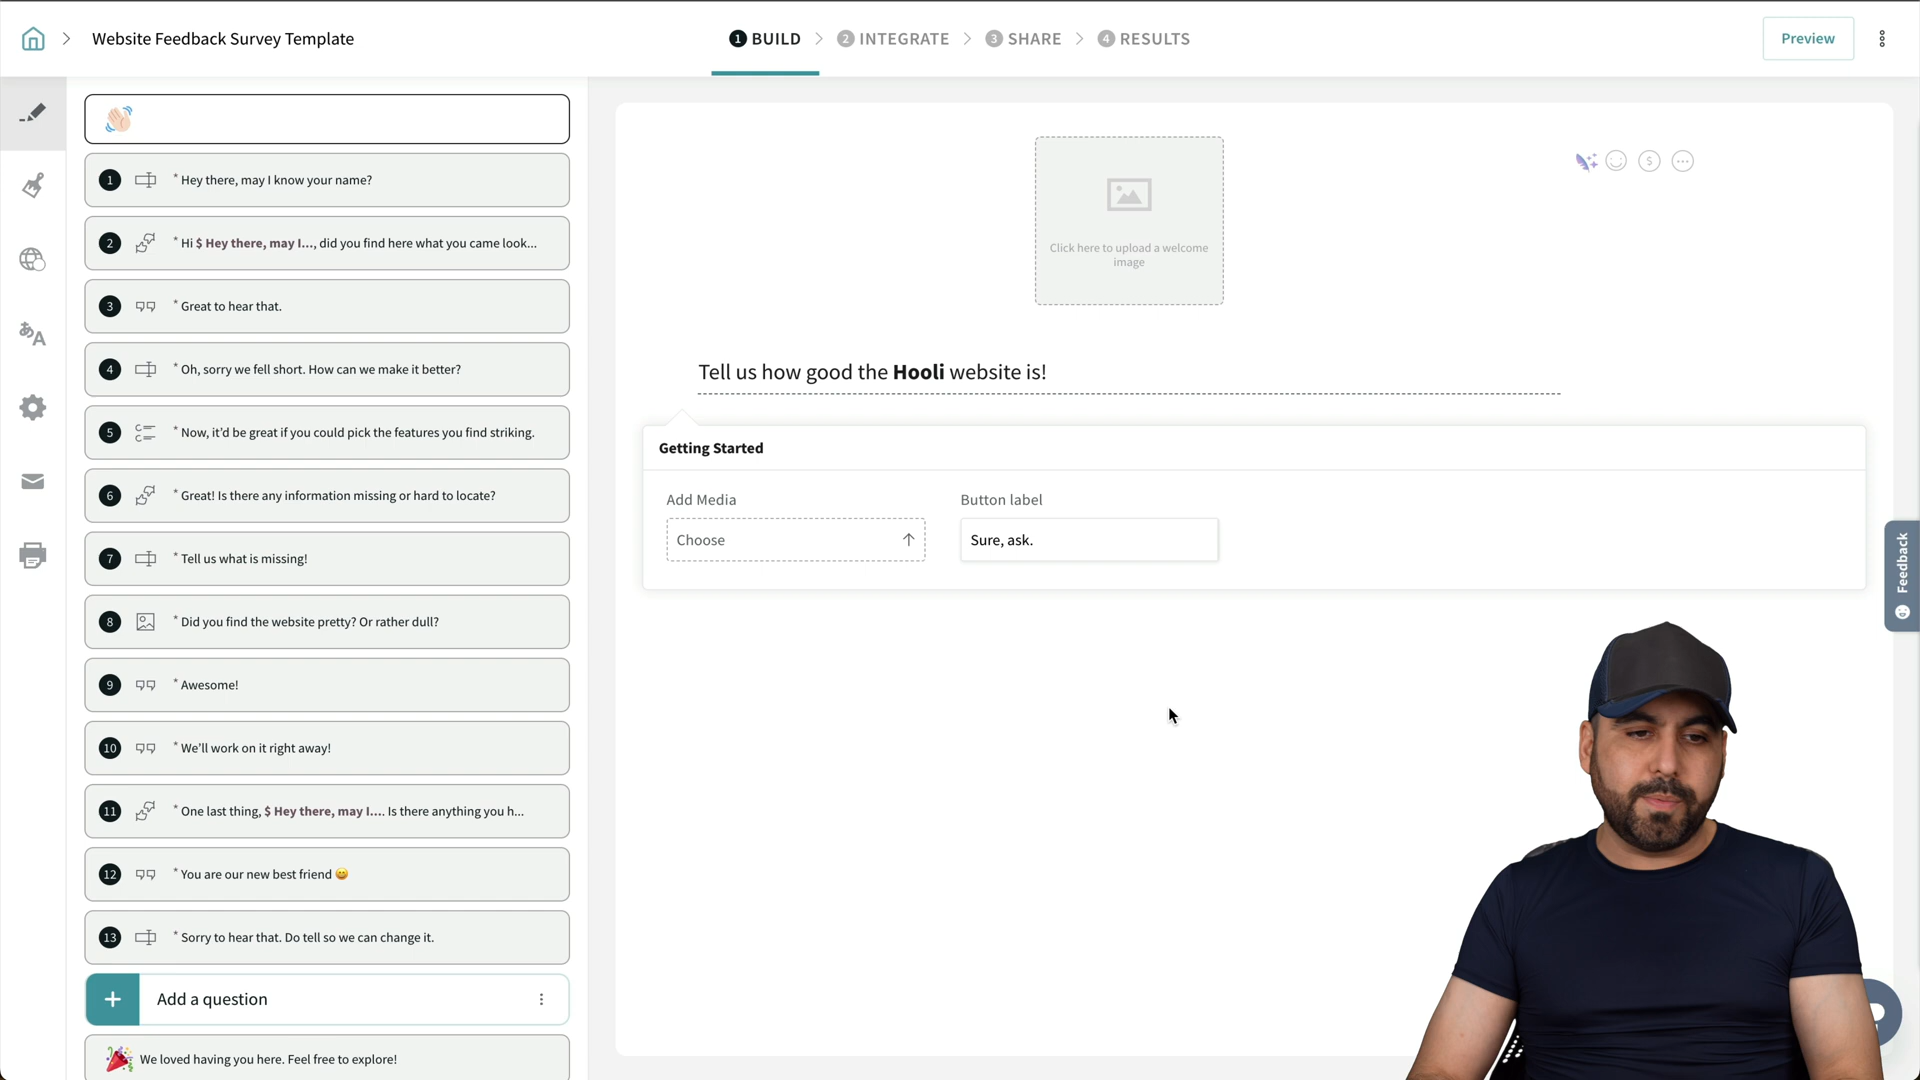 Website Feedback Survey Template
1 BUILD
2 INTEGRATE
3 SHARE
4 RESULTS
Preview
1 * Hey there, may I know your name?
2 * Hi $ Hey there, may I..., did you find here what you came look...
3 * Great to hear that.
4 * Oh, sorry we fell short. How can we make it better?
5 * Now, it’d be great if you could pick the features you find striking.
6 * Great! Is there any information missing or hard to locate?
7 * Tell us what is missing!
8 * Did you find the website pretty? Or rather dull?
9 * Awesome!
10 * We’ll work on it right away!
11 * One last thing, $ Hey there, may I.... Is there anything you h...
12 * You are our new best friend 😀
13 * Sorry to hear that. Do tell so we can change it.
+ Add a question
We loved having you here. Feel free to explore!
Click here to upload a welcome
image
$
Tell us how good the Hooli website is!
Getting Started
Add Media
Button label
Choose
Sure, ask.
Feedback